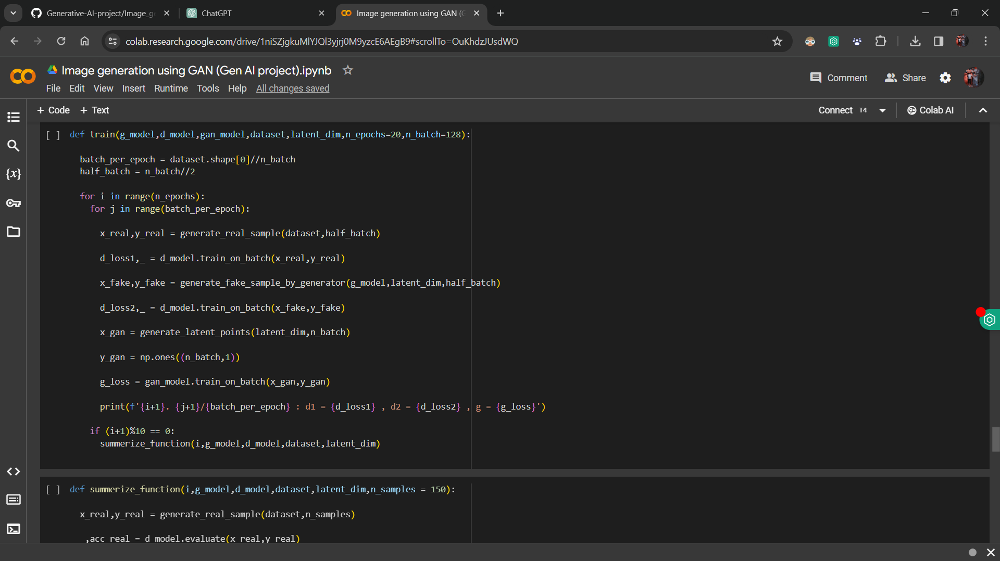 Generative-AI-project/Image_g
ChatGPT
Image generation using GAN (G
colab.research.google.com/drive/1niSZjgkuMlYJQl3yjrj0M9yzcE6AEgB9#scrollTo=OuKhdzJUsdWQ
Image generation using GAN (Gen AI project).ipynb
Comment
Share
File Edit View Insert Runtime Tools Help All changes saved
+ Code + Text
Connect T4
Colab AI
{x}
[ ] def train(g_model,d_model,gan_model,dataset,latent_dim,n_epochs=20,n_batch=128):
batch_per_epoch = dataset.shape[0]//n_batch
half_batch = n_batch//2
for i in range(n_epochs):
for j in range(batch_per_epoch):
x_real,y_real = generate_real_sample(dataset,half_batch)
d_loss1,_ = d_model.train_on_batch(x_real,y_real)
x_fake,y_fake = generate_fake_sample_by_generator(g_model,latent_dim,half_batch)
d_loss2,_ = d_model.train_on_batch(x_fake,y_fake)
x_gan = generate_latent_points(latent_dim,n_batch)
y_gan = np.ones((n_batch,1))
g_loss = gan_model.train_on_batch(x_gan,y_gan)
print(f'{i+1}. {j+1}/{batch_per_epoch} : d1 = {d_loss1} , d2 = {d_loss2} , g = {g_loss}')
if (i+1)%10 == 0:
summerize_function(i,g_model,d_model,dataset,latent_dim)
[ ] def summerize_function(i,g_model,d_model,dataset,latent_dim,n_samples = 150):
x_real,y_real = generate_real_sample(dataset,n_samples)
_,acc_real = d_model.evaluate(x_real,y_real)